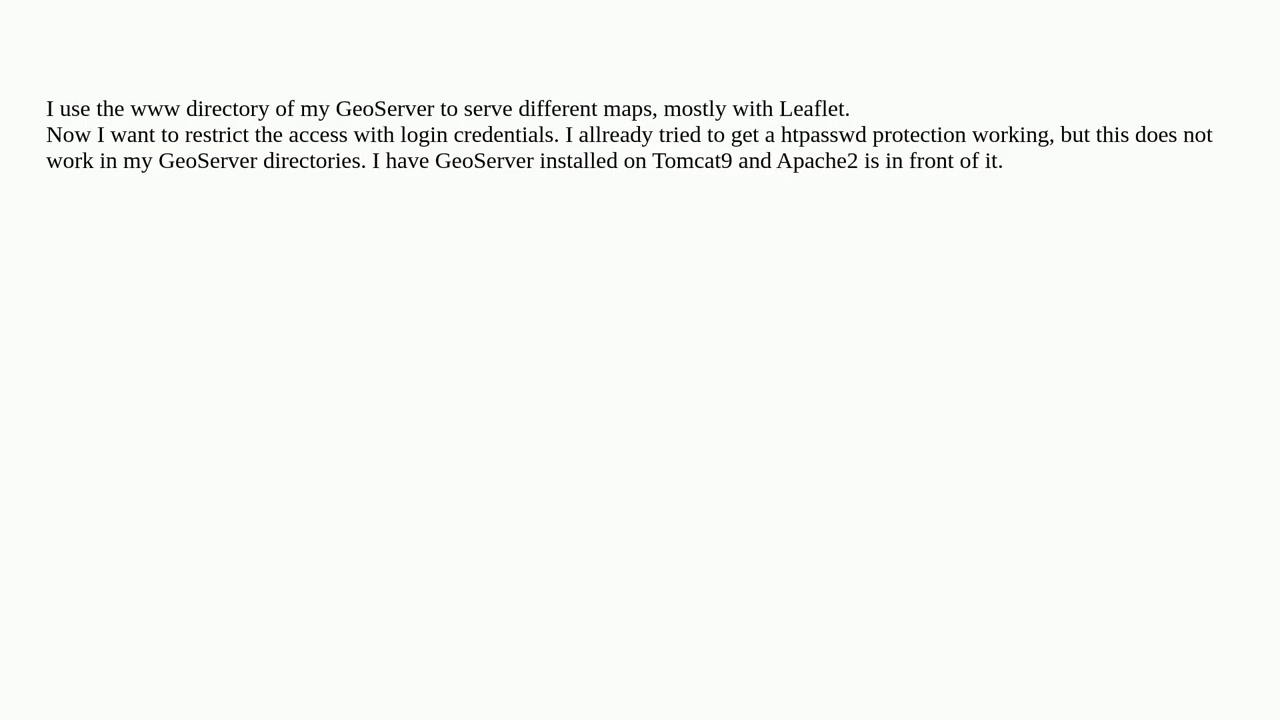 I use the www directory of my GeoServer to serve different maps, mostly with Leaflet.
Now I want to restrict the access with login credentials. I allready tried to get a htpasswd protection working, but this does not
work in my GeoServer directories. I have GeoServer installed on Tomcat9 and Apache2 is in front of it.